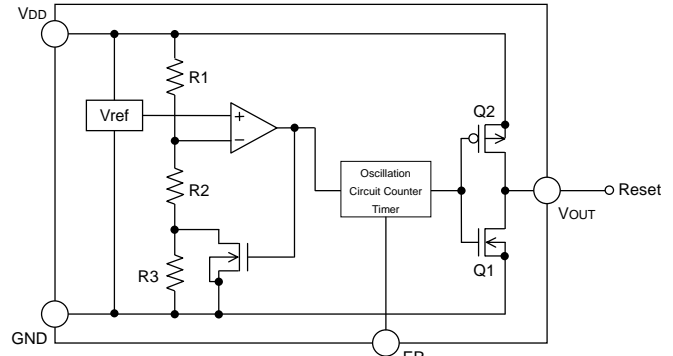 VDD
R1
Q2
Vref
+
−
Oscillation
Circuit Counter
Timer
R2
Reset
VOUT
R3
Q1
GND